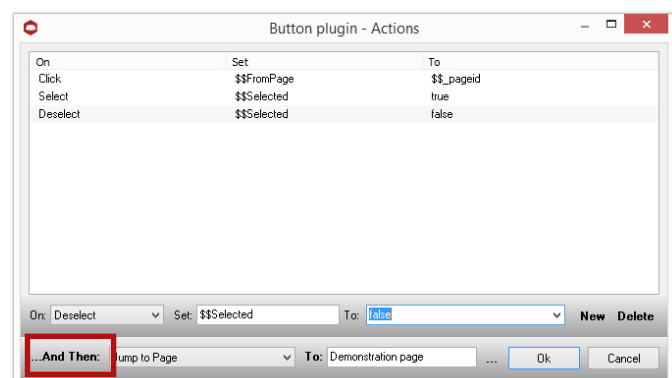 Button plugin - Actions
On Set To
Click $$FromPage $$_pageid
Select $$Selected true
Deselect $$Selected false
On: Deselect Set: $$Selected To: false New Delete
...And Then: Jump to Page To: Demonstration page ... Ok Cancel